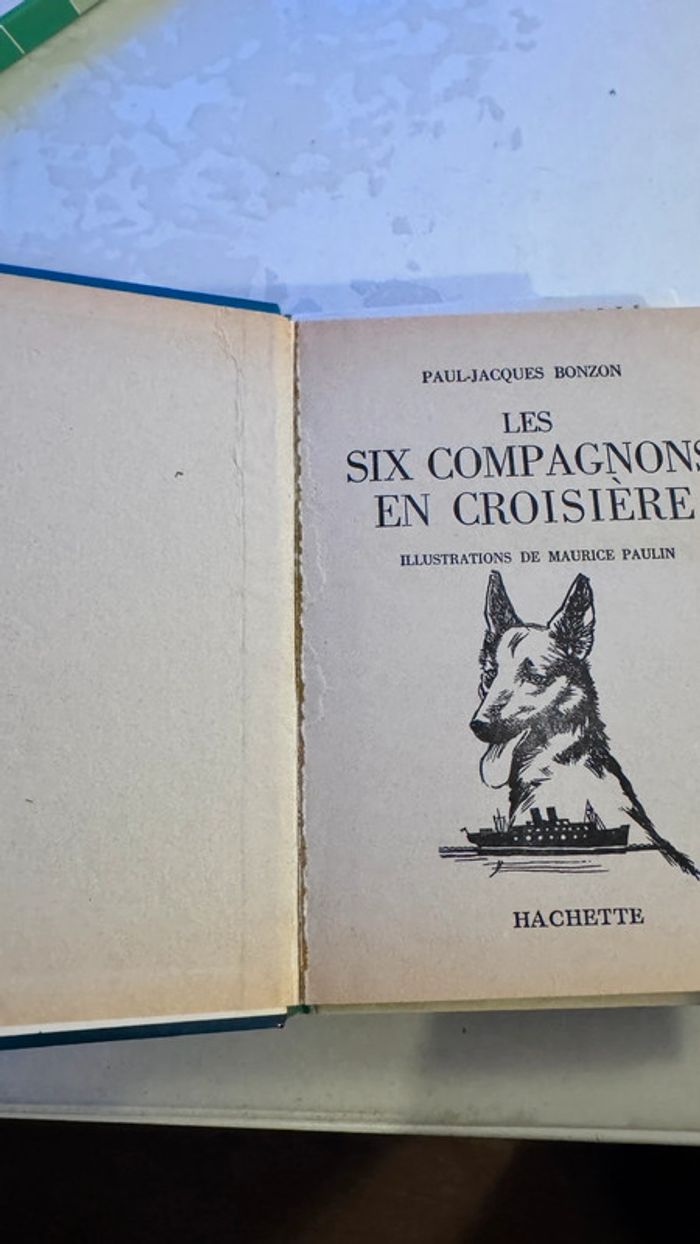 PAUL-JACQUES BONZON
LES
SIX COMPAGNONS
EN CROISIÈRE
ILLUSTRATIONS DE MAURICE PAULIN
HACHETTE